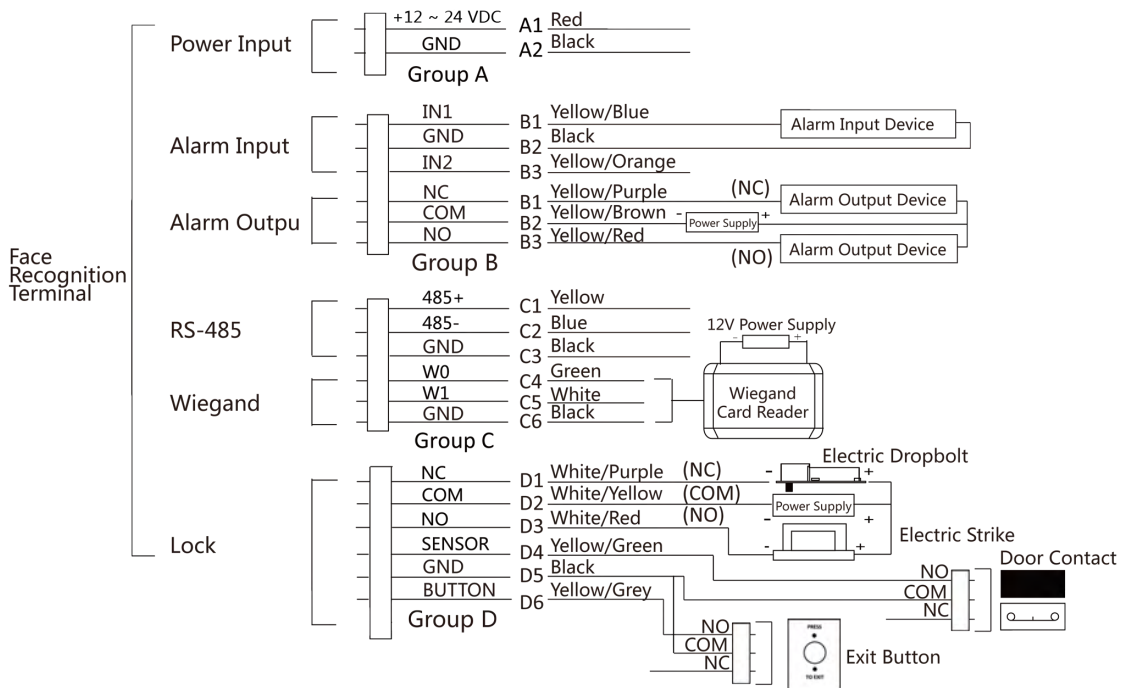 Face
Recognition
Terminal
Power Input
+12 ~ 24 VDC A1 Red
GND A2 Black
Group A
Alarm Input
IN1 B1 Yellow/Blue Alarm Input Device
GND B2 Black
IN2 B3 Yellow/Orange
Alarm Outpu
NC B1 Yellow/Purple (NC) Alarm Output Device
COM B2 Yellow/Brown - Power Supply +
NO B3 Yellow/Red (NO) Alarm Output Device
Group B
RS-485
485+ C1 Yellow
485- C2 Blue
GND C3 Black
Wiegand
W0 C4 Green
W1 C5 White
GND C6 Black
Group C
12V Power Supply
- +
Wiegand
Card Reader
Lock
NC D1 White/Purple (NC)
COM D2 White/Yellow (COM)
NO D3 White/Red (NO)
SENSOR D4 Yellow/Green
GND D5 Black
BUTTON D6 Yellow/Grey
Group D
Electric Dropbolt
- +
Power Supply
- +
Electric Strike
- +
Door Contact
NO
COM
NC
NO
COM
NC
PRESS
TO EXIT
Exit Button